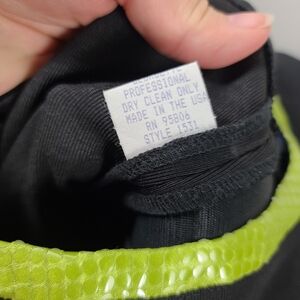 PROFESSIONAL
DRY CLEAN ONLY
MADE IN THE USA
RN 95806
STYLE 1531